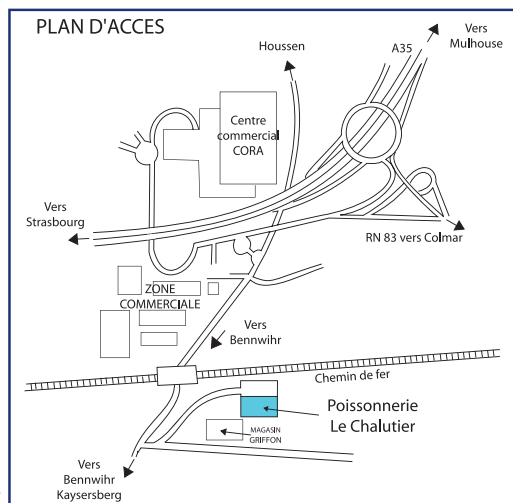 PLAN D'ACCES
Vers
Mulhouse
A35
Houssen
Centre
commercial
CORA
Vers
Strasbourg
RN 83 vers Colmar
ZONE
COMMERCIALE
Vers
Bennwihr
Chemin de fer
Poissonnerie
Le Chalutier
MAGASIN
GRIFFON
Vers
Bennwihr
Kaysersberg